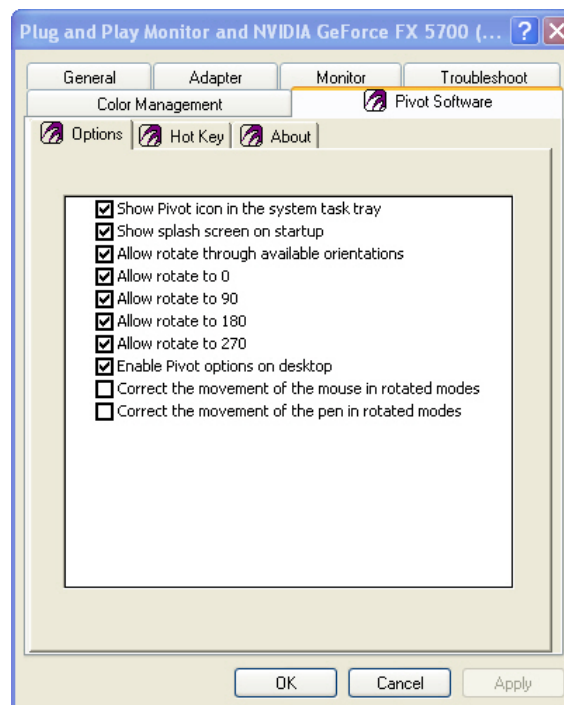 Plug and Play Monitor and NVIDIA GeForce FX 5700 (... ? X
General Adapter Monitor Troubleshoot
Color Management Pivot Software
Options Hot Key About
Show Pivot icon in the system task tray
Show splash screen on startup
Allow rotate through available orientations
Allow rotate to 0
Allow rotate to 90
Allow rotate to 180
Allow rotate to 270
Enable Pivot options on desktop
Correct the movement of the mouse in rotated modes
Correct the movement of the pen in rotated modes
OK Cancel Apply